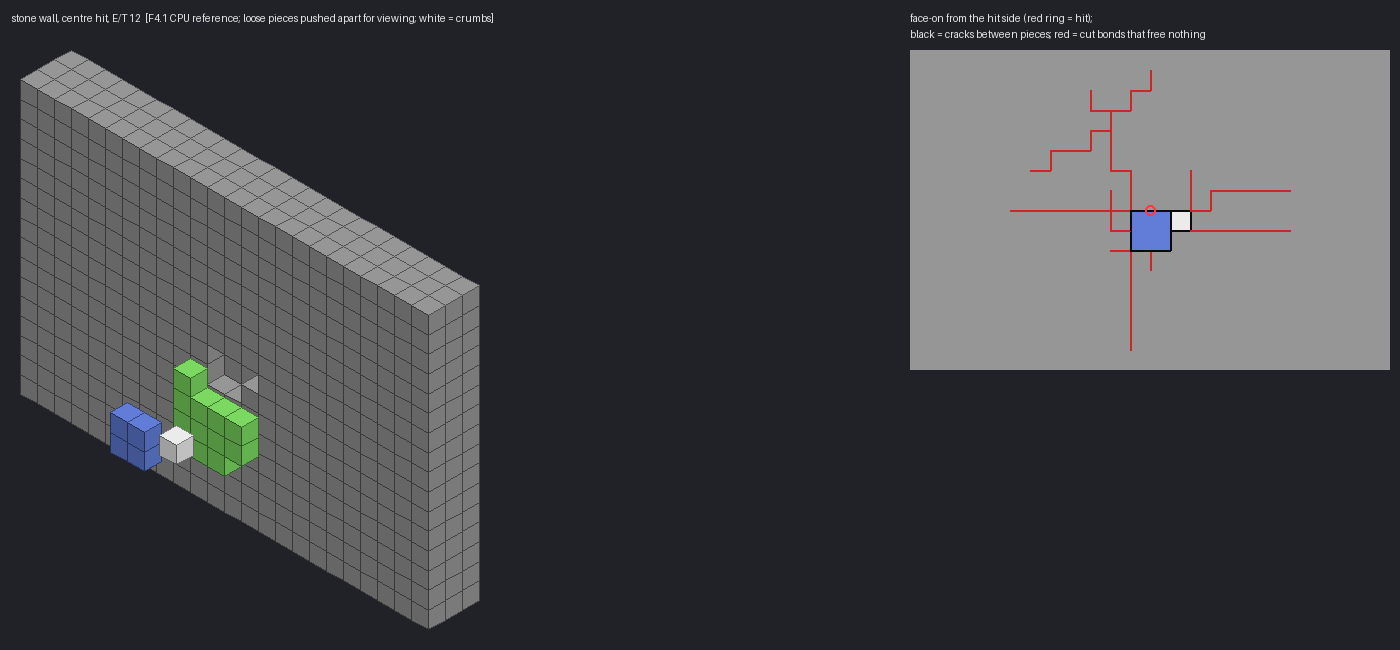 stone wall, centre hit, E/T 12  [F4.1 CPU reference; loose pieces pushed apart for viewing; white = crumbs]
face-on from the hit side (red ring = hit);
black = cracks between pieces; red = cut bonds that free nothing